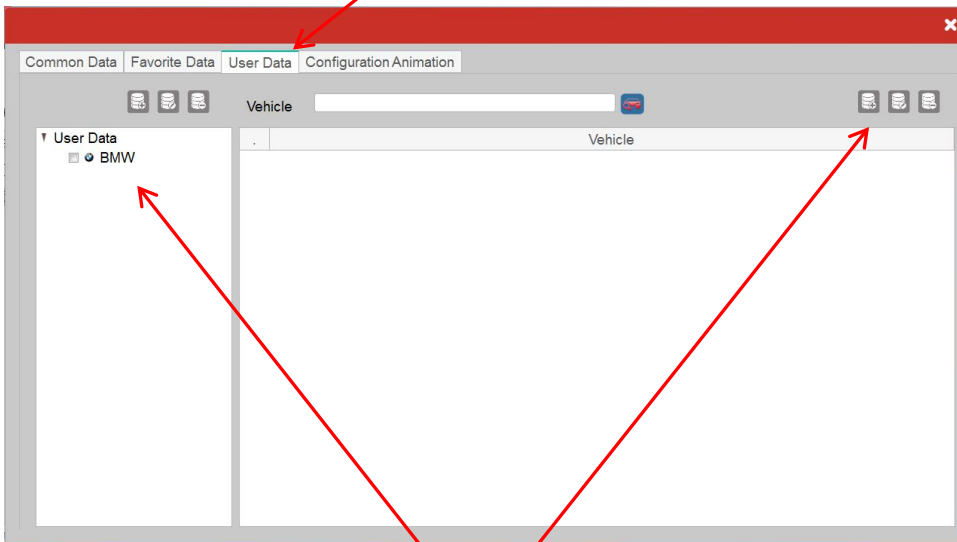 Common Data Favorite Data User Data Configuration Animation
Vehicle
User Data
. Vehicle
BMW